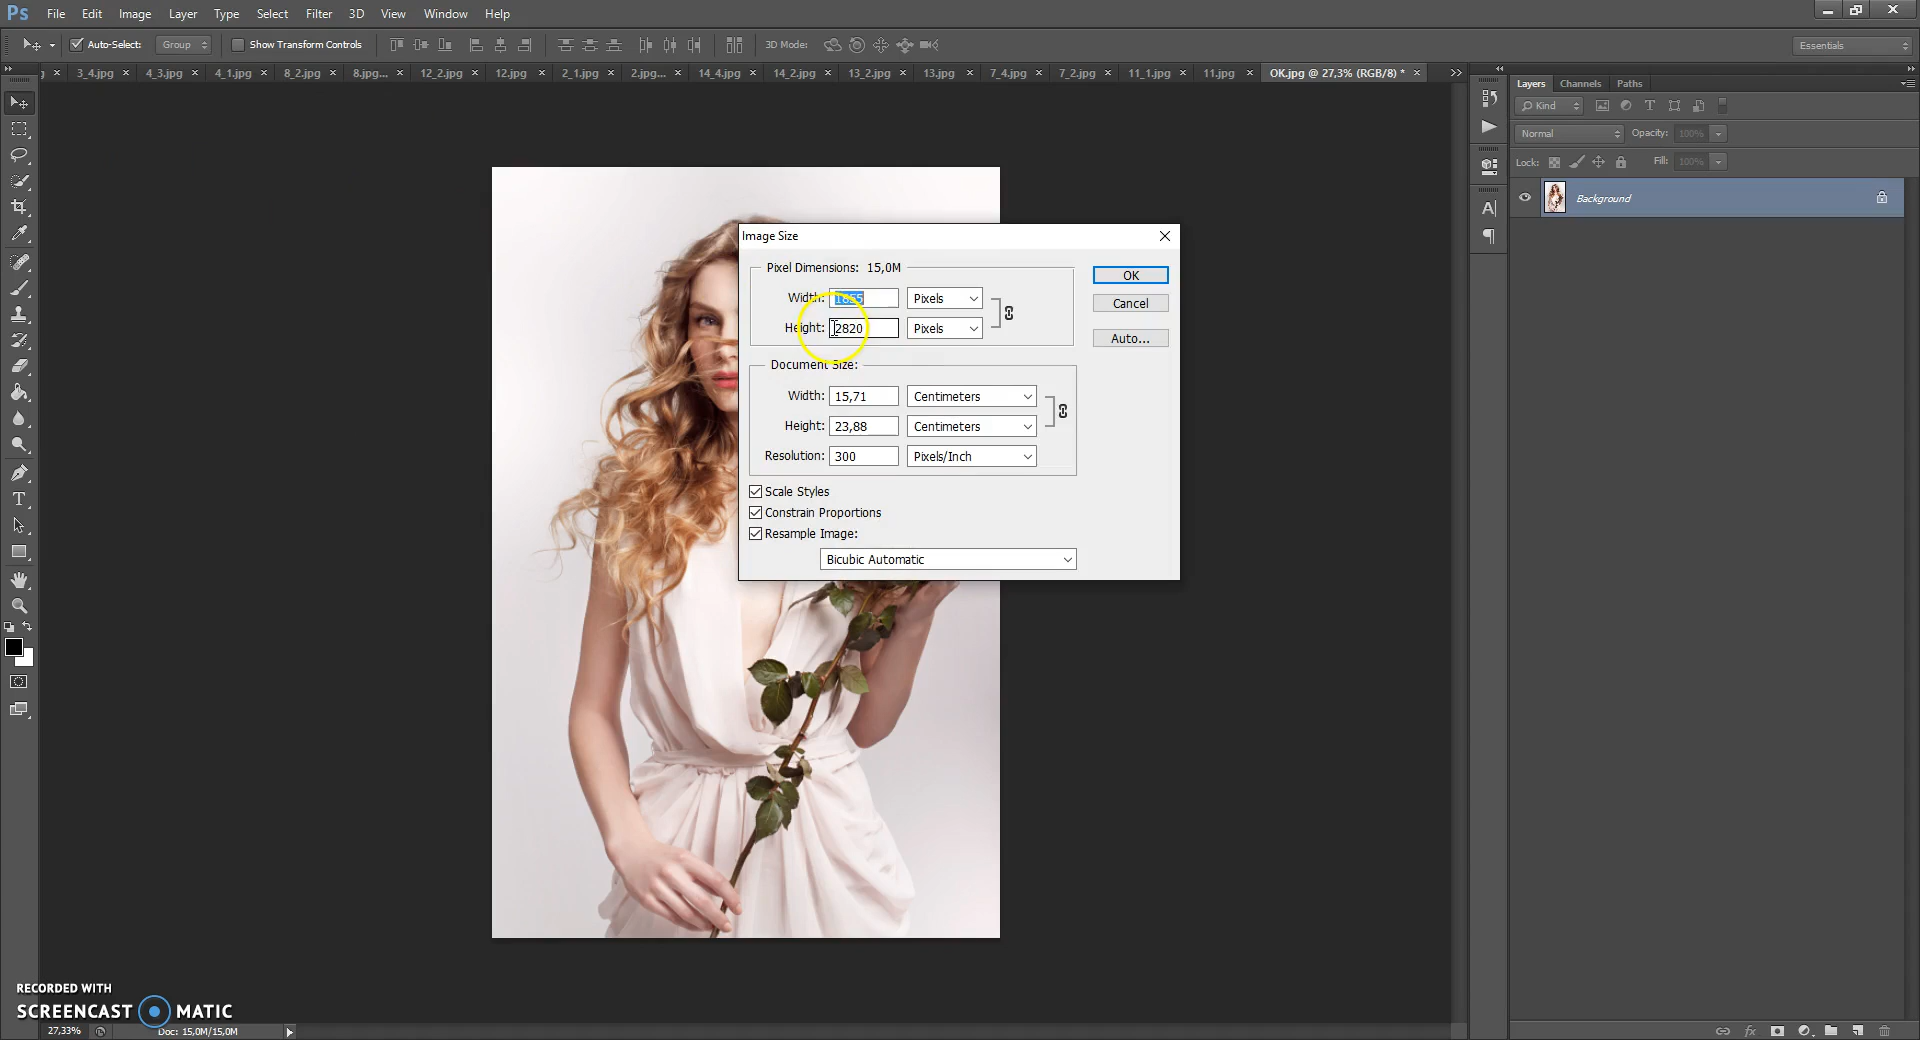 Ps File Edit Image Layer Type Select Filter 3D View Window Help
Auto-Select: Group Show Transform Controls 3D Mode: Essentials
3_4.jpg × 4_3.jpg × 4_1.jpg × 8_2.jpg × 8.jpg... × 12_2.jpg × 12.jpg × 2_1.jpg × 2.jpg... × 14_4.jpg × 14_2.jpg × 13_2.jpg × 13.jpg × 7_4.jpg × 7_2.jpg × 11_1.jpg × 11.jpg × OK.jpg @ 27,3% (RGB/8) * ×
Layers Channels Paths
Kind
Normal Opacity: 100%
Lock: Fill: 100%
Background
Image Size
Pixel Dimensions: 15,0M
Width: 1855 Pixels
Height: 2820 Pixels
OK
Cancel
Auto...
Document Size:
Width: 15,71 Centimeters
Height: 23,88 Centimeters
Resolution: 300 Pixels/Inch
Scale Styles
Constrain Proportions
Resample Image:
Bicubic Automatic
RECORDED WITH
SCREENCAST MATIC
27,33% Doc: 15,0M/15,0M